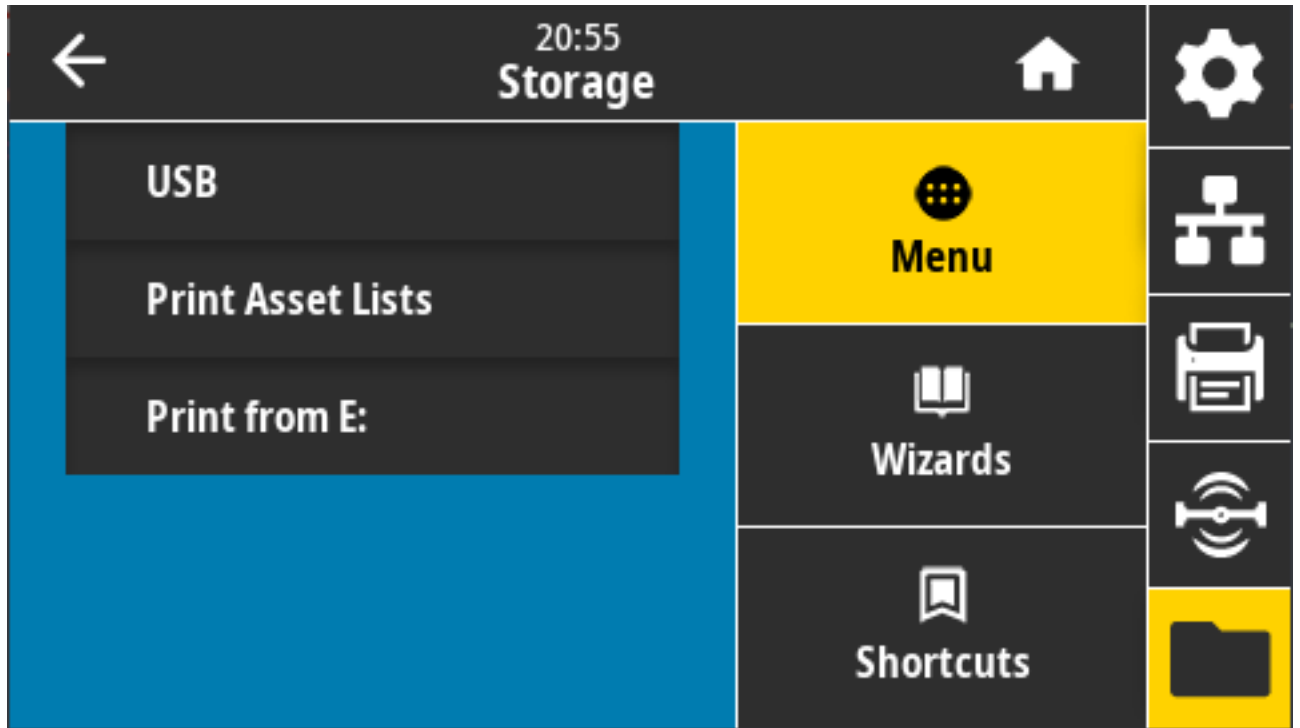 20:55
Storage
USB
Print Asset Lists
Print from E:
Menu
Wizards
Shortcuts